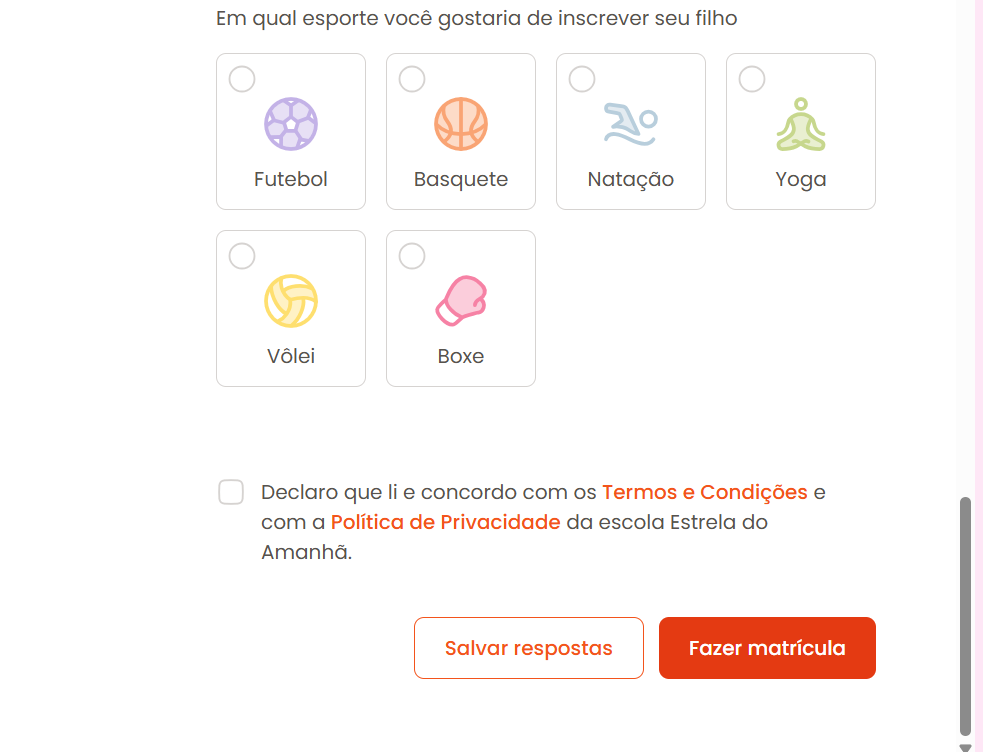 Em qual esporte você gostaria de inscrever seu filho
Futebol
Basquete
Natação
Yoga
Vôlei
Boxe
Declaro que li e concordo com os Termos e Condições e
com a Política de Privacidade da escola Estrela do
Amanhã.
Salvar respostas
Fazer matrícula